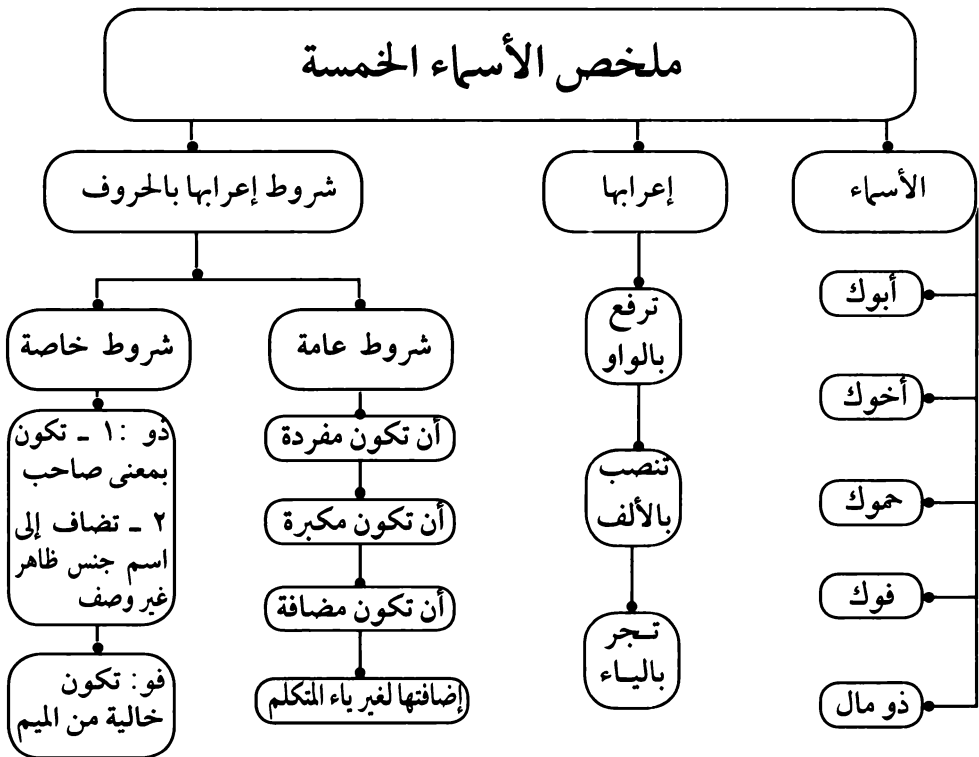 ملخص الأسماء الخمسة
الأسماء
أبوك
أخوك
حموك
فوك
ذو مال
إعرابها
ترفع
بالواو
تنصب
بالألف
تـجر
باليـاء
شروط إعرابها بالحروف
شروط عامة
أن تكون مفردة
أن تكون مكبرة
أن تكون مضافة
إضافتها لغير ياء المتكلم
شروط خاصة
ذو : ١ ـ تكون
بمعنى صاحب
٢ ـ تضاف إلى
اسم جنس ظاهر
غير وصف
فو: تكون
خالية من الميم